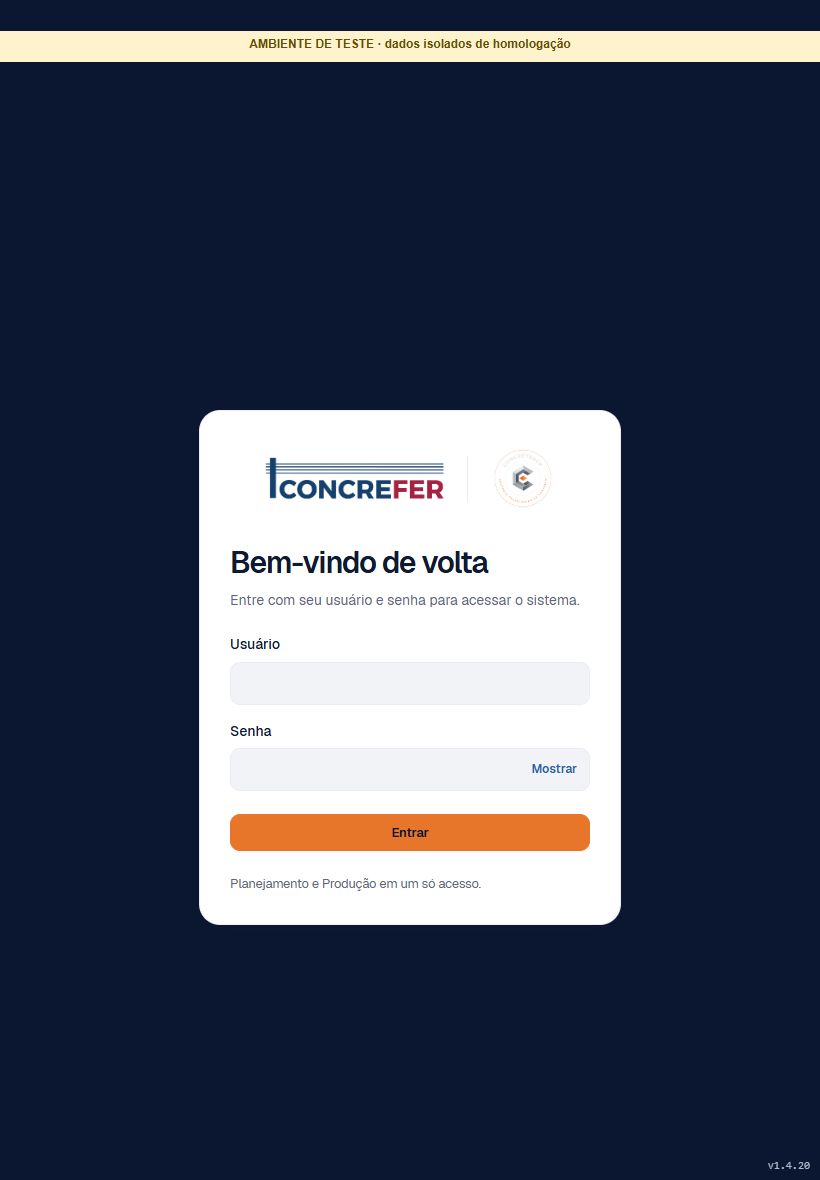 AMBIENTE DE TESTE · dados isolados de homologação
CONCREFER
Bem-vindo de volta
Entre com seu usuário e senha para acessar o sistema.
Usuário
Senha
Mostrar
Entrar
Planejamento e Produção em um só acesso.
v1.4.20